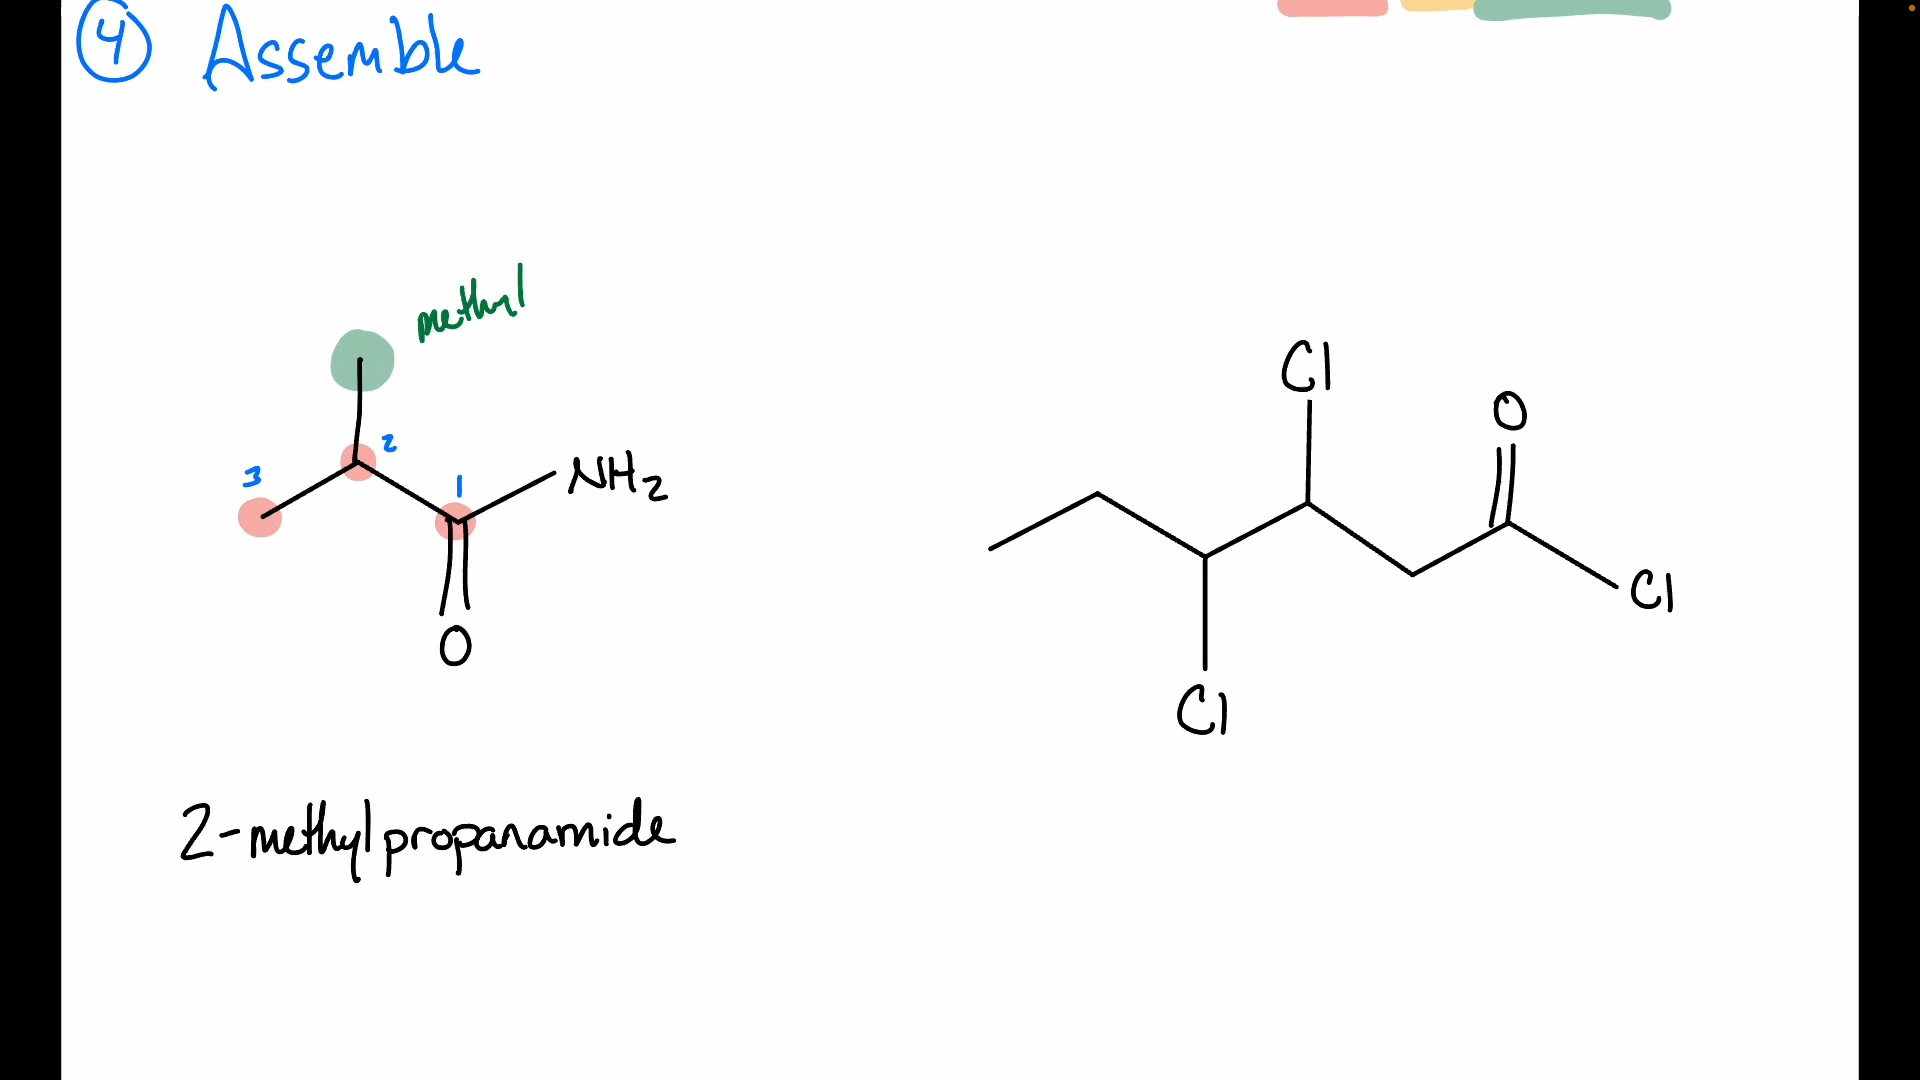 4 Assemble
methyl
3 2 1 NH2
O
2-methylpropanamide
Cl
O
Cl
Cl